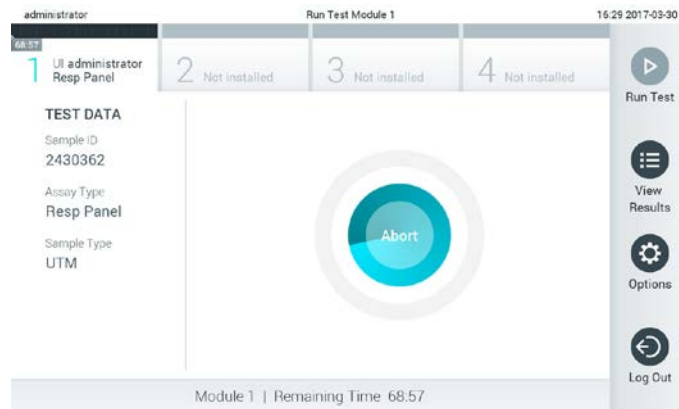 administrator Run Test Module 1 16:29 2017-03-30
68:57
1 UI administrator
Resp Panel
2 Not installed
3 Not installed
4 Not installed
Run Test
TEST DATA
Sample ID
2430362
Assay Type
Resp Panel
Sample Type
UTM
Abort
View
Results
Options
Log Out
Module 1 | Remaining Time 68:57